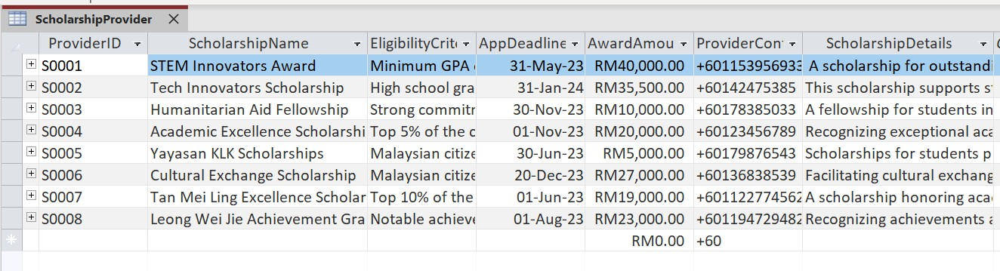 ScholarshipProvider
ProviderID ScholarshipName EligibilityCrite AppDeadline AwardAmou ProviderCon ScholarshipDetails
S0001 STEM Innovators Award Minimum GPA 31-May-23 RM40,000.00 +601153956933 A scholarship for outstandi
S0002 Tech Innovators Scholarship High school gra 31-Jan-24 RM35,500.00 +60142475385 This scholarship supports s
S0003 Humanitarian Aid Fellowship Strong commitr 30-Nov-23 RM10,000.00 +60178385033 A fellowship for students in
S0004 Academic Excellence Scholarshi Top 5% of the c 01-Nov-23 RM20,000.00 +60123456789 Recognizing exceptional aca
S0005 Yayasan KLK Scholarships Malaysian citize 30-Jun-23 RM5,000.00 +60179876543 Scholarships for students p
S0006 Cultural Exchange Scholarship Malaysian citize 20-Dec-23 RM27,000.00 +60136838539 Facilitating cultural exchang
S0007 Tan Mei Ling Excellence Scholar Top 10% of the 01-Jun-23 RM19,000.00 +601122774562 A scholarship honoring aca
S0008 Leong Wei Jie Achievement Gra Notable achieve 01-Aug-23 RM23,000.00 +601194729482 Recognizing achievements a
RM0.00 +60